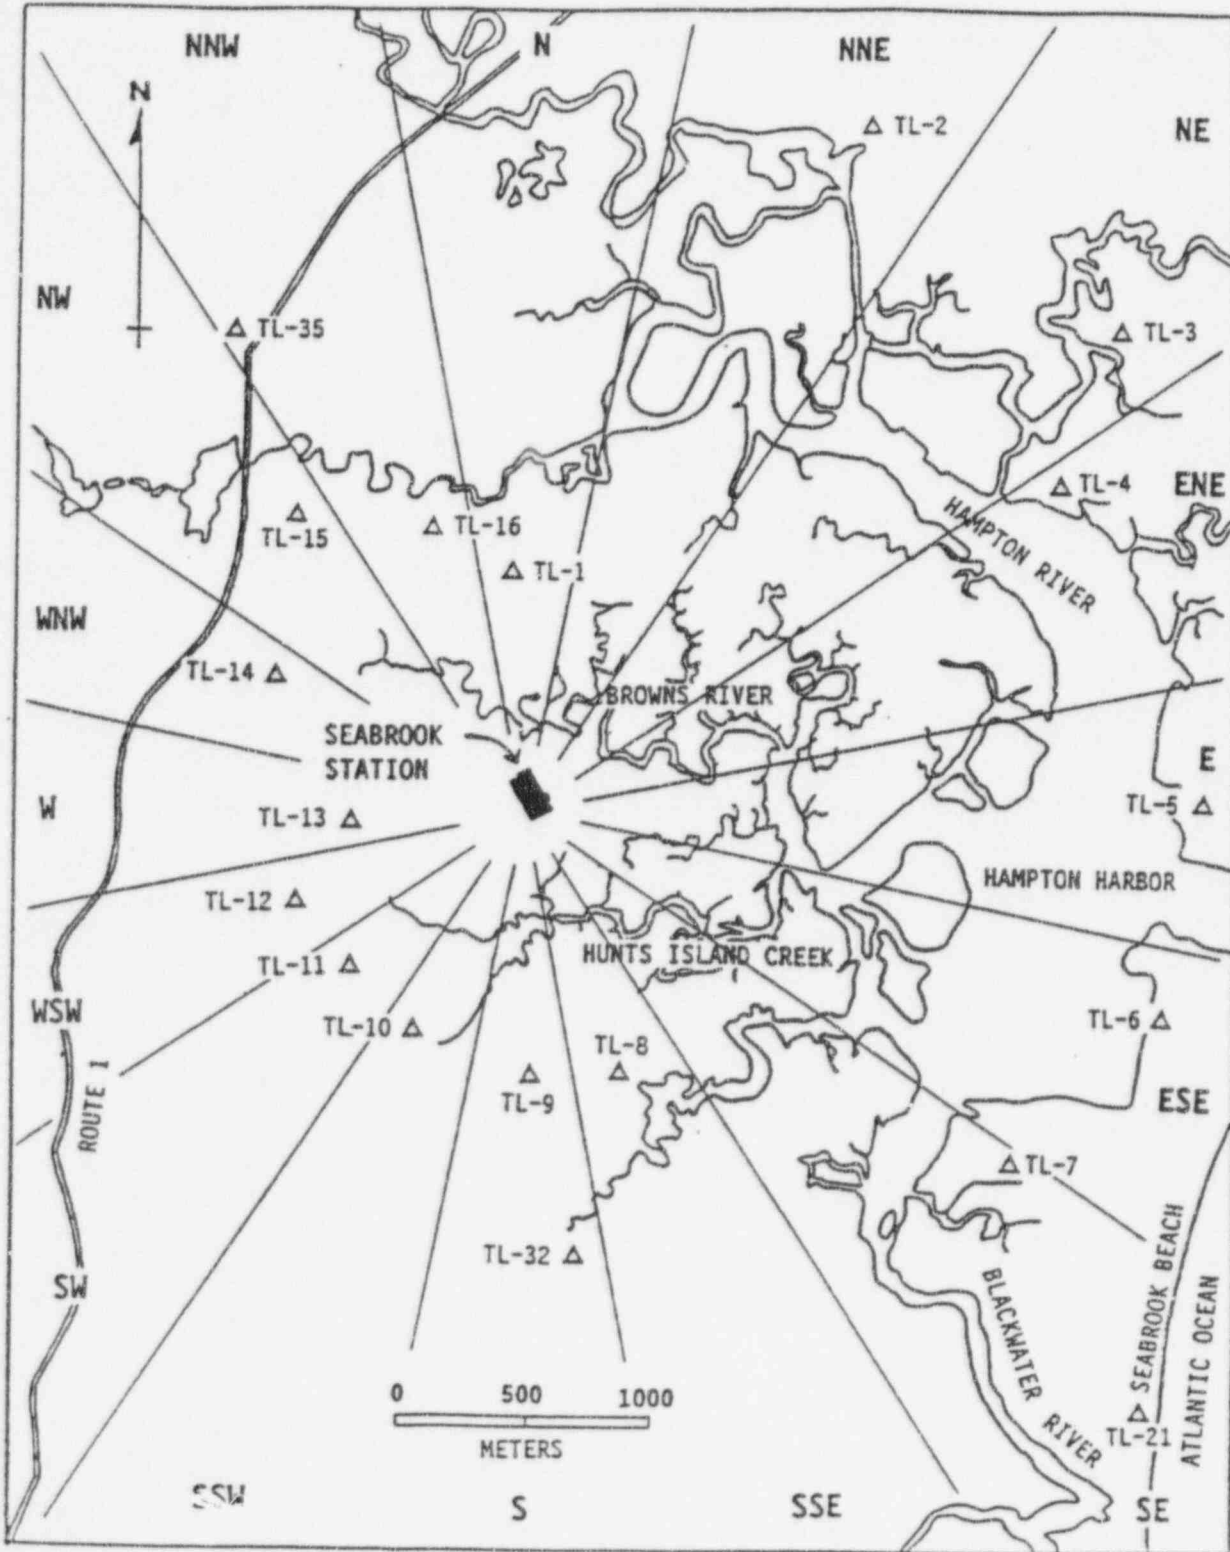 NNW
N
NNE
N
TL-2
NE
NW
TL-35
TL-3
TL-4
ENE
TL-15
TL-16
HAMPTON RIVER
TL-1
WNW
TL-14
BROWNS RIVER
SEABROOK
STATION
E
W
TL-13
TL-5
HAMPTON HARBOR
TL-12
HUNTS ISLAND CREEK
TL-11
WSW
TL-10
TL-6
TL-8
TL-9
ROUTE 1
ESE
TL-7
TL-32
SW
SEABROOK BEACH
ATLANTIC OCEAN
BLACKWATER RIVER
0 500 1000
METERS
TL-21
SSW
S
SSE
SE